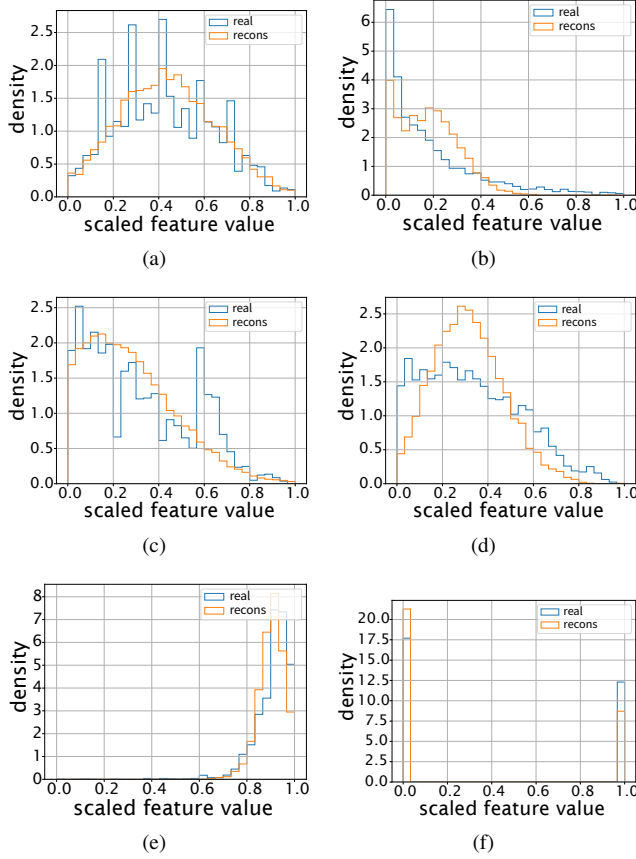 2.5
2.0
1.5
1.0
0.5
0.0
density
real
recons
0.0 0.2 0.4 0.6 0.8 1.0
scaled feature value
(a)
6
5
4
3
2
1
0
density
real
recons
0.0 0.2 0.4 0.6 0.8 1.0
scaled feature value
(b)
2.5
2.0
1.5
1.0
0.5
0.0
density
real
recons
0.0 0.2 0.4 0.6 0.8 1.0
scaled feature value
(c)
2.5
2.0
1.5
1.0
0.5
0.0
density
real
recons
0.0 0.2 0.4 0.6 0.8 1.0
scaled feature value
(d)
8
7
6
5
4
3
2
1
0
density
real
recons
0.0 0.2 0.4 0.6 0.8 1.0
scaled feature value
(e)
20.0
17.5
15.0
12.5
10.0
7.5
5.0
2.5
0.0
density
real
recons
0.0 0.2 0.4 0.6 0.8 1.0
scaled feature value
(f)